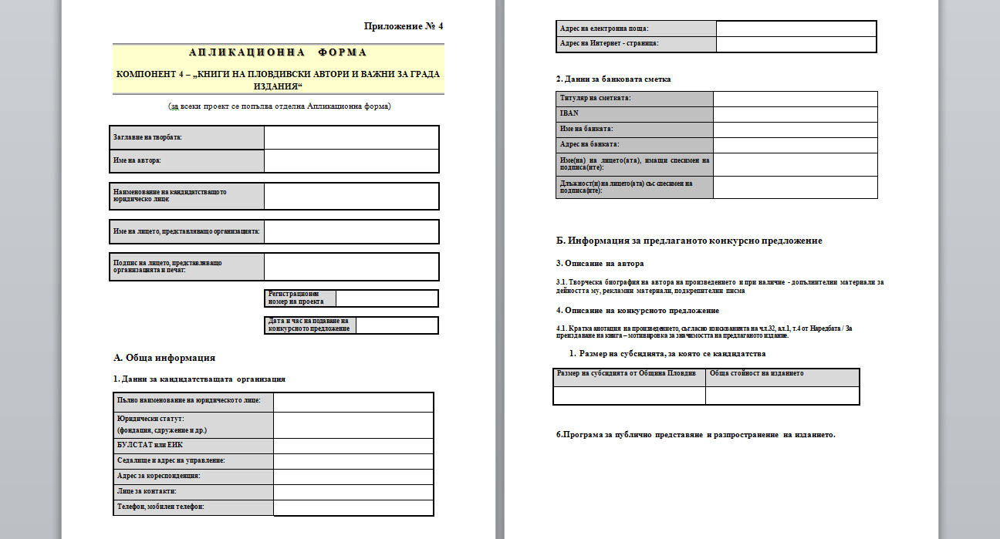 Приложение № 4
АПЛИКАЦИОННА ФОРМА
КОМПОНЕНТ 4 – „КНИГИ НА ПЛОВДИВСКИ АВТОРИ И ВАЖНИ ЗА ГРАДА
ИЗДАНИЯ“
(за всеки проект се попълва отделна Апликационна форма)
Заглавие на творбата:
Име на автора:
Наименование на кандидатстващото
юридическо лице:
Име на лицето, представляващо организацията:
Подпис на лицето, представляващо
организацията и печат:
Регистрационен
номер на проекта
Дата и час на подаване на
конкурсното предложение
А. Обща информация
1. Данни за кандидатстващата организация
Пълно наименование на юридическото лице:
Юридически статут:
(фондация, сдружение и др.)
БУЛСТАТ или ЕИК
Седалище и адрес на управление:
Адрес за кореспонденция:
Лице за контакти:
Телефон, мобилен телефон:
Адрес на електронна поща:
Адрес на Интернет - страница:
2. Данни за банковата сметка
Титуляр на сметката:
IBAN
Име на банката:
Адрес на банката:
Име(на) на лицето(ата), имащи спесимен на
подписа(ите):
Длъжност(и) на лицето(ата) със спесимен на
подписа(ите):
Б. Информация за предлаганото конкурсно предложение
3. Описание на автора
3.1. Творческа биография на автора на произведението и при наличие - допълнителни материали за
дейността му, рекламни материали, подкрепителни писма
4. Описание на конкурсното предложение
4.1. Кратка анотация на произведението, съгласно изискванията на чл.32, ал.1, т.4 от Наредбата / За
преиздаване на книга – мотивировка за значимостта на предлаганото издание.
1. Размер на субсидията, за която се кандидатства
Размер на субсидията от Община Пловдив
Обща стойност на изданието
6.Програма за публично представяне и разпространение на изданието.